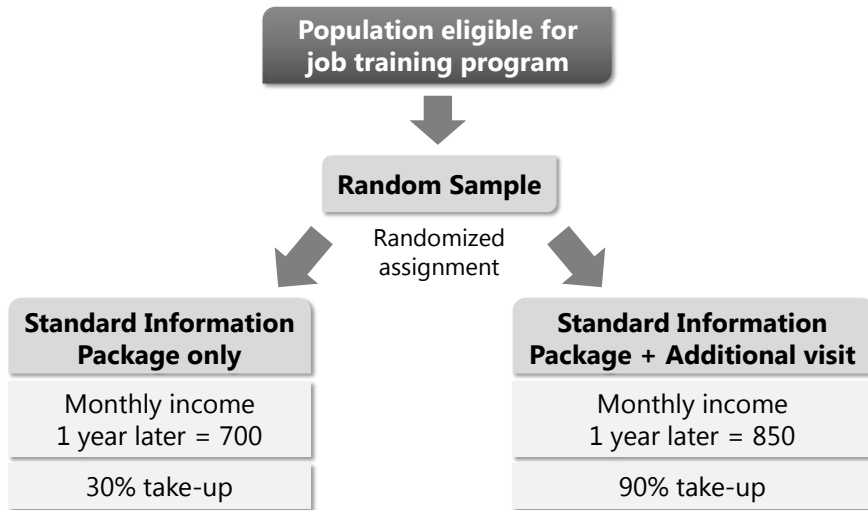 Population eligible for
job training program
Random Sample
Randomized
assignment
Standard Information
Package only
Monthly income
1 year later = 700
30% take-up
Standard Information
Package + Additional visit
Monthly income
1 year later = 850
90% take-up